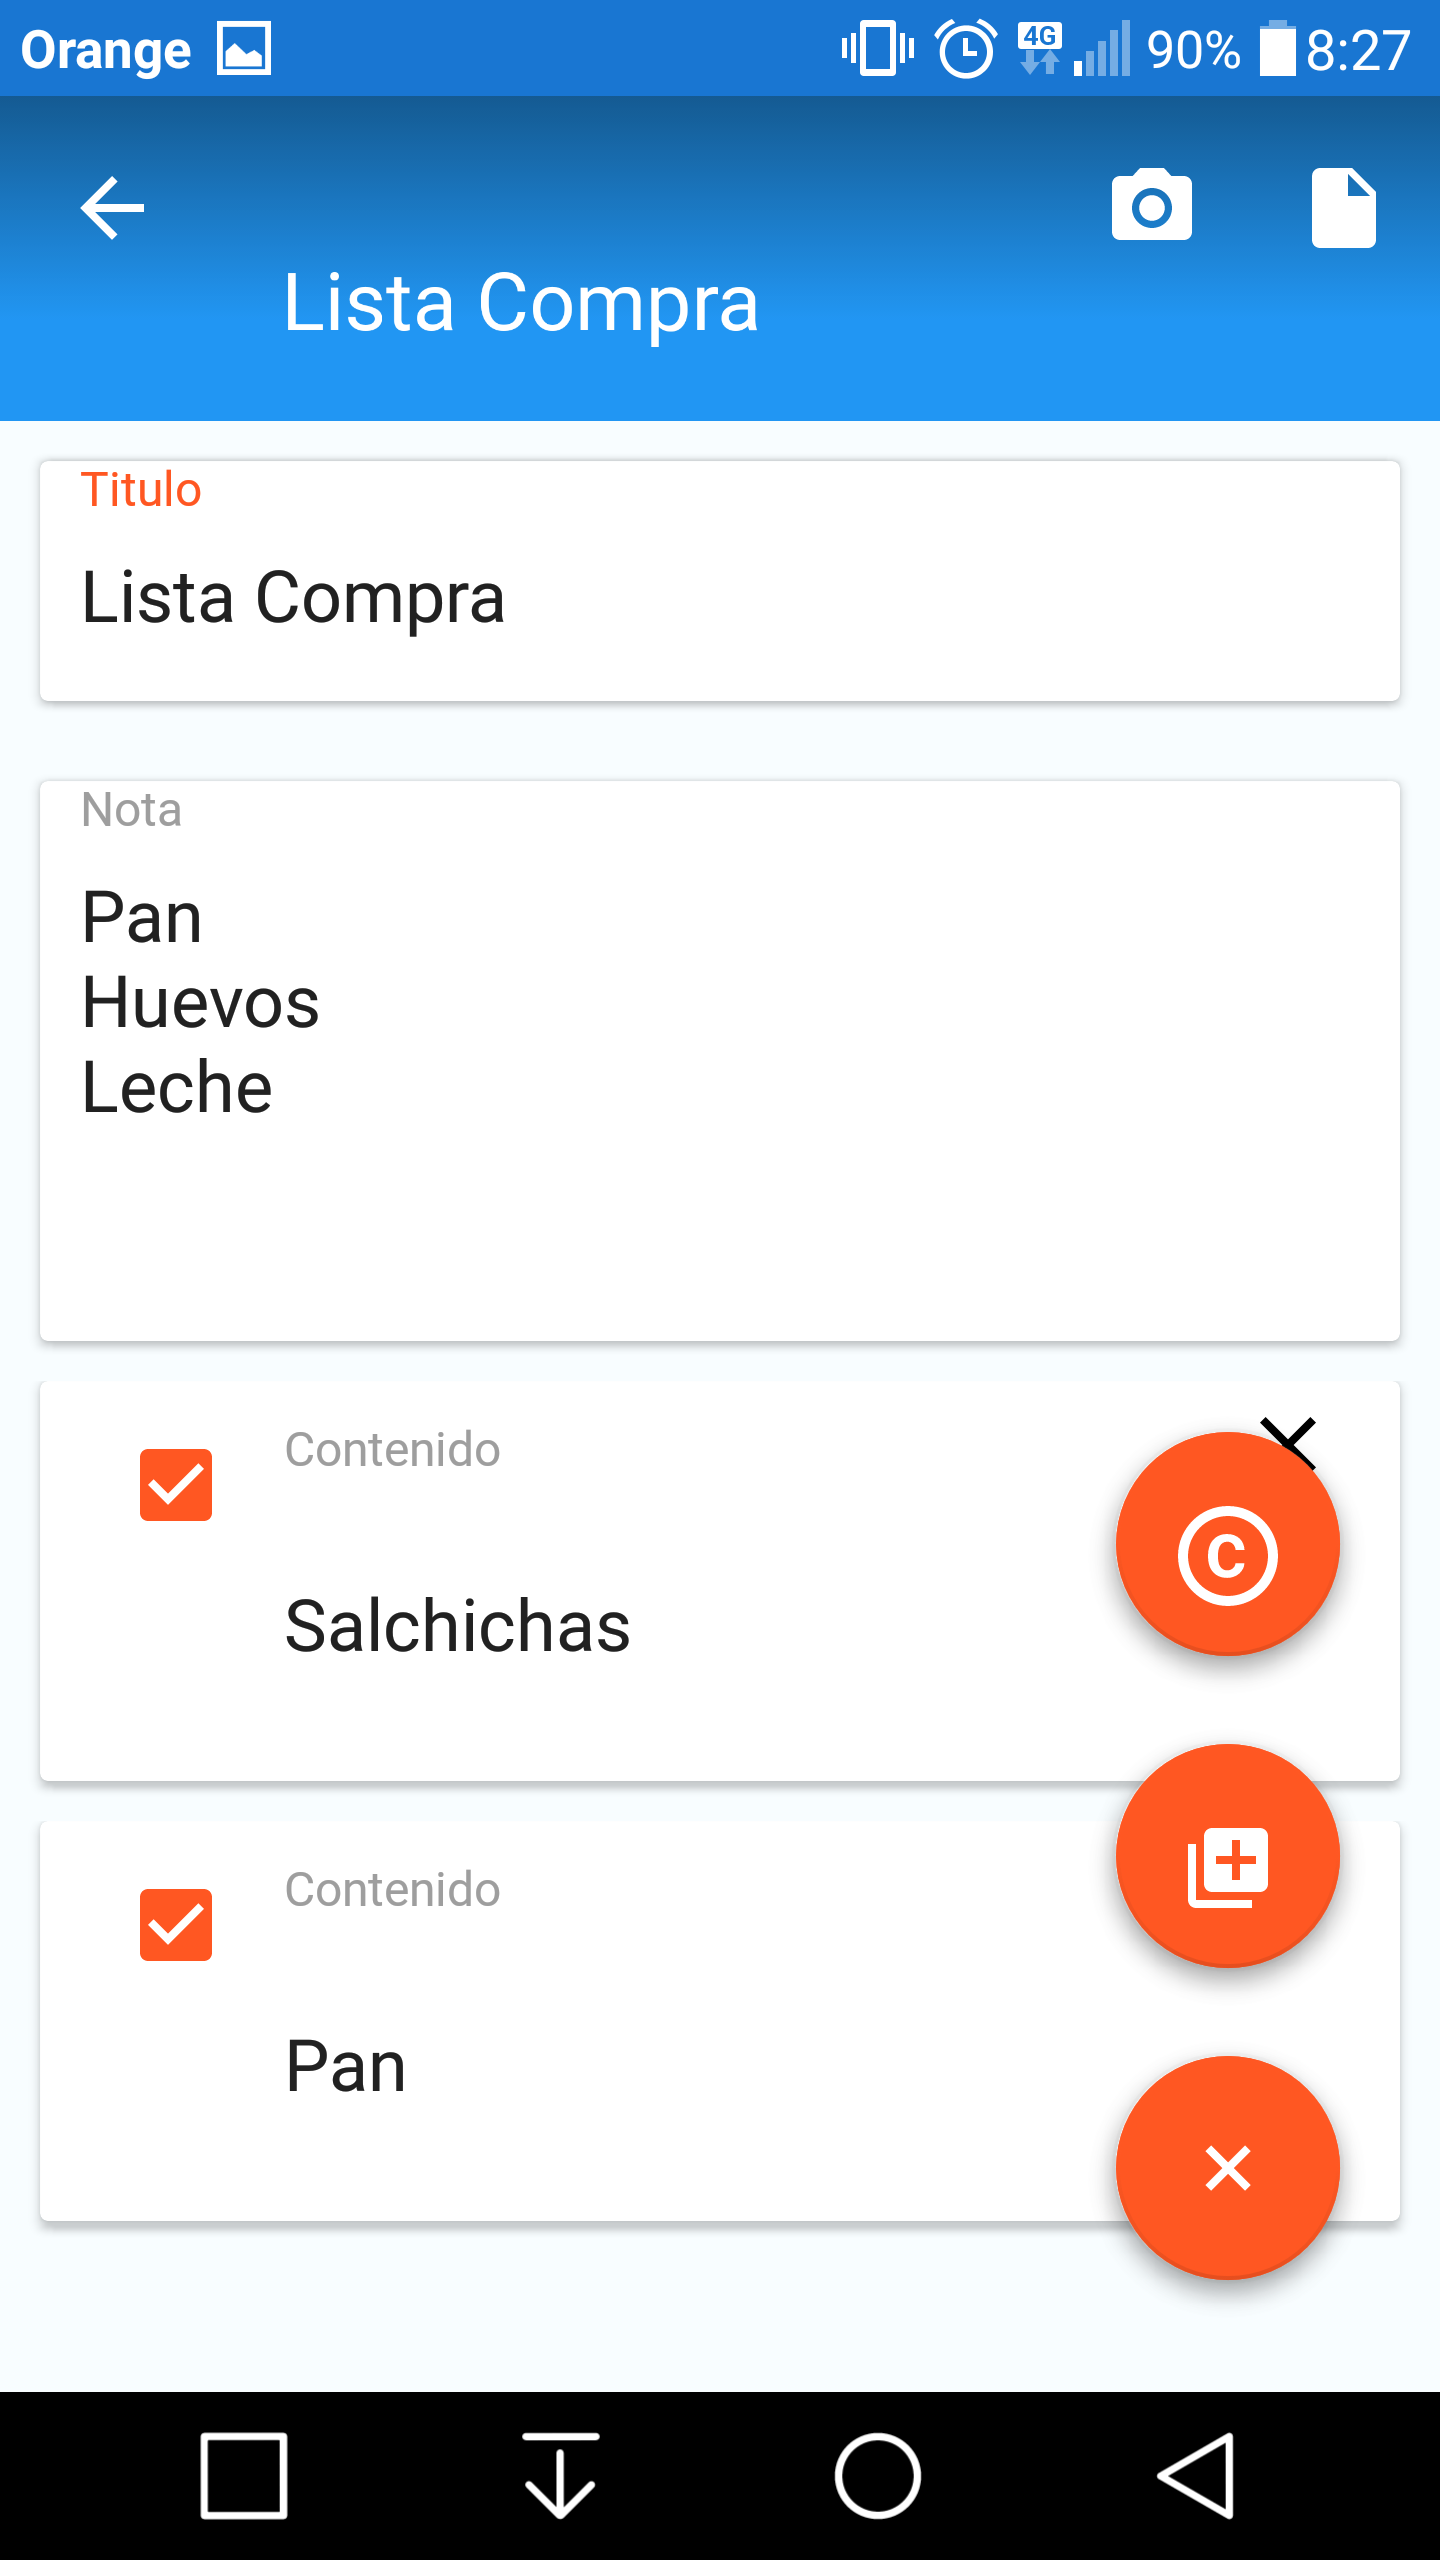 Orange 4G 90% 8:27
Lista Compra
Titulo
Lista Compra
Nota
Pan
Huevos
Leche
Contenido
C
Salchichas
Contenido
Pan